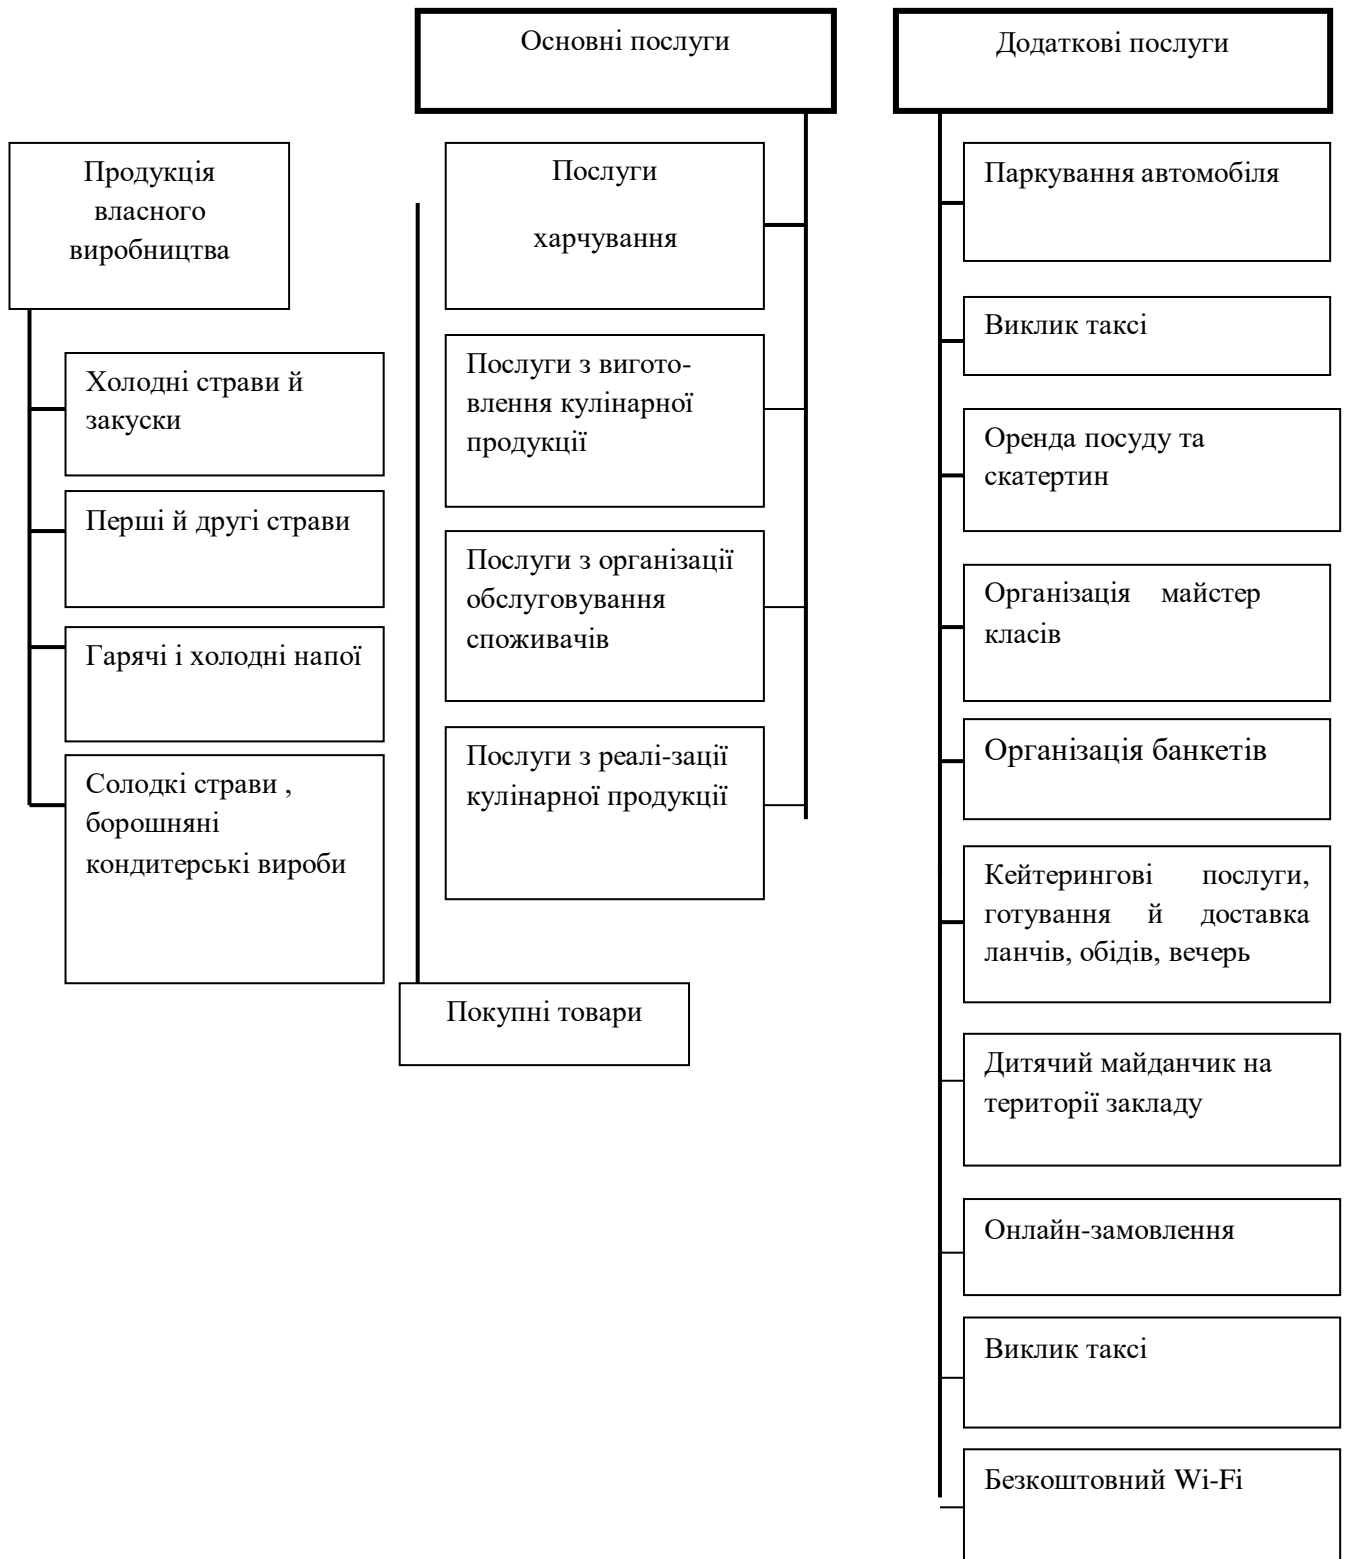 Основні послуги
Додаткові послуги
Продукція
власного
виробництва
Холодні страви й
закуски
Перші й другі страви
Гарячі і холодні напої
Солодкі страви ,
борошняні
кондитерські вироби
Послуги
харчування
Послуги з вигото-
влення кулінарної
продукції
Послуги з організації
обслуговування
споживачів
Послуги з реалі-зації
кулінарної продукції
Покупні товари
Паркування автомобіля
Виклик таксі
Оренда посуду та
скатертин
Організація майстер
класів
Організація банкетів
Кейтерингові послуги,
готування й доставка
ланчів, обідів, вечерь
Дитячий майданчик на
території закладу
Онлайн-замовлення
Виклик таксі
Безкоштовний Wi-Fi